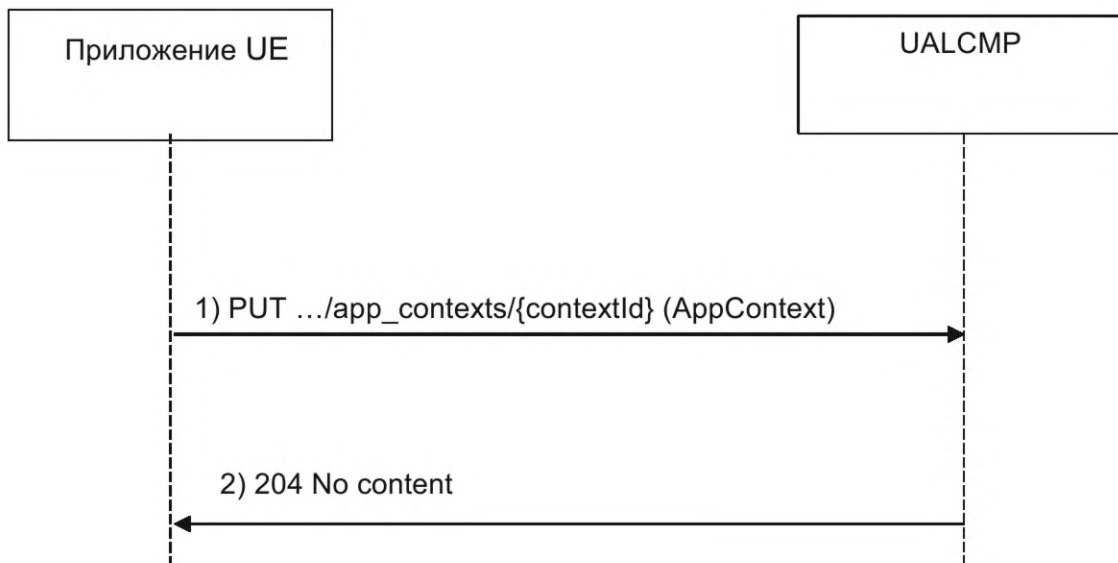 Приложение UE
UALCMP
1) PUT …/app_contexts/{contextId} (AppContext)
2) 204 No content